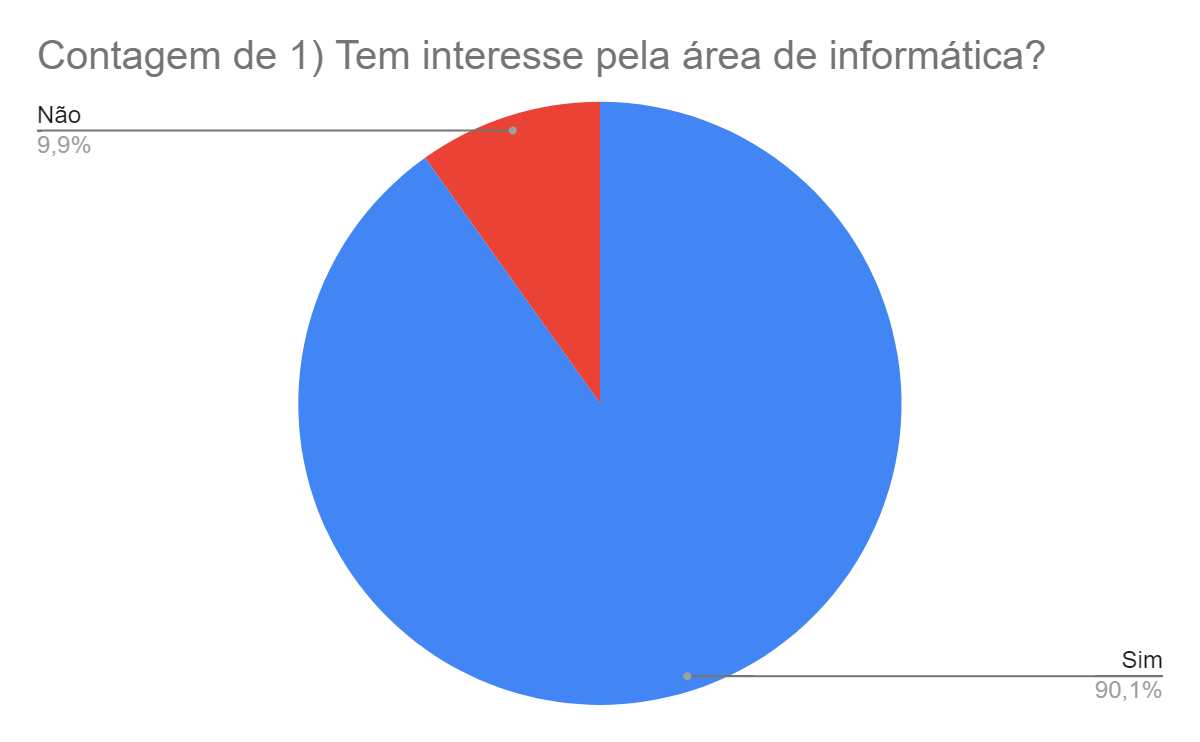 Contagem de 1) Tem interesse pela área de informática?
Não
9,9%
Sim
90,1%